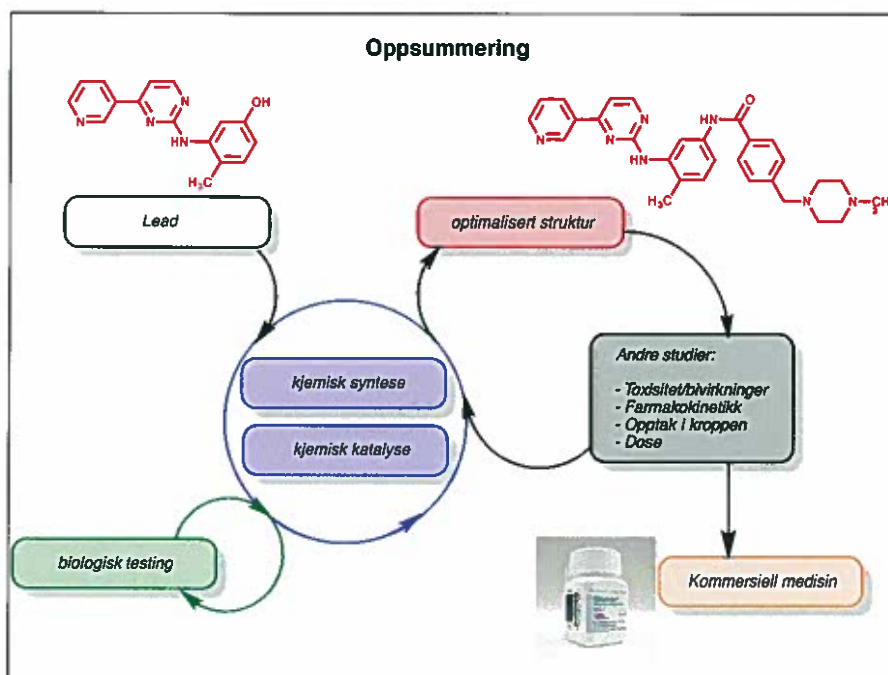 Oppsummering
N
N
N
HN
OH
H₃C
N
N
N
HN
H₃C
HN
O
N
N
CH₃
Lead
optimalisert struktur
kjemisk syntese
kjemisk katalyse
biologisk testing
Andre studier:
- Toxisitet/bivirkninger
- Farmakokinetikk
- Opptak i kroppen
- Dose
Kommersiell medisin